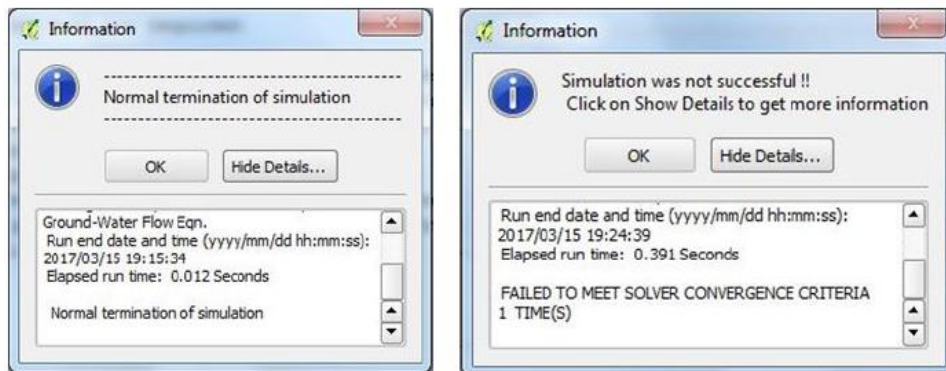 Information
Normal termination of simulation
OK
Hide Details...
Ground-Water Flow Eqn.
Run end date and time (yyyy/mm/dd hh:mm:ss):
2017/03/15 19:15:34
Elapsed run time: 0.012 Seconds
Normal termination of simulation
Information
Simulation was not successful !!
Click on Show Details to get more information
OK
Hide Details...
Run end date and time (yyyy/mm/dd hh:mm:ss):
2017/03/15 19:24:39
Elapsed run time: 0.391 Seconds
FAILED TO MEET SOLVER CONVERGENCE CRITERIA
1 TIME(S)